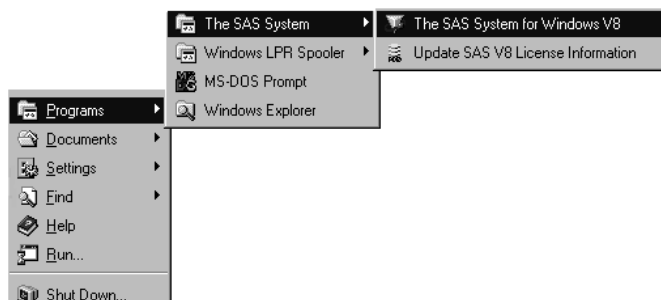 The SAS System
The SAS System for Windows V8
Windows LPR Spooler
Update SAS V8 License Information
MS-DOS Prompt
Windows Explorer
Programs
Documents
Settings
Find
Help
Run...
Shut Down...